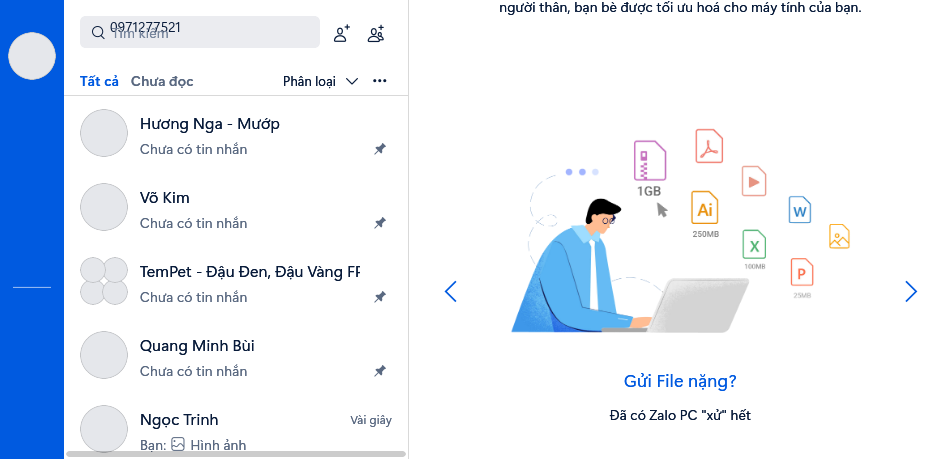 người thân, bạn bè được tối ưu hoá cho máy tính của bạn.
0971277521
Tìm kiếm
Tất cả Chưa đọc Phân loại
Hương Nga - Mướp
Chưa có tin nhắn
Võ Kim
Chưa có tin nhắn
TemPet - Đậu Đen, Đậu Vàng FF
Chưa có tin nhắn
Quang Minh Bùi
Chưa có tin nhắn
Ngọc Trinh Vài giây
Bạn: Hình ảnh
1GB
Ai
250MB
W
X
100MB
P
25MB
Gửi File nặng?
Đã có Zalo PC "xử" hết